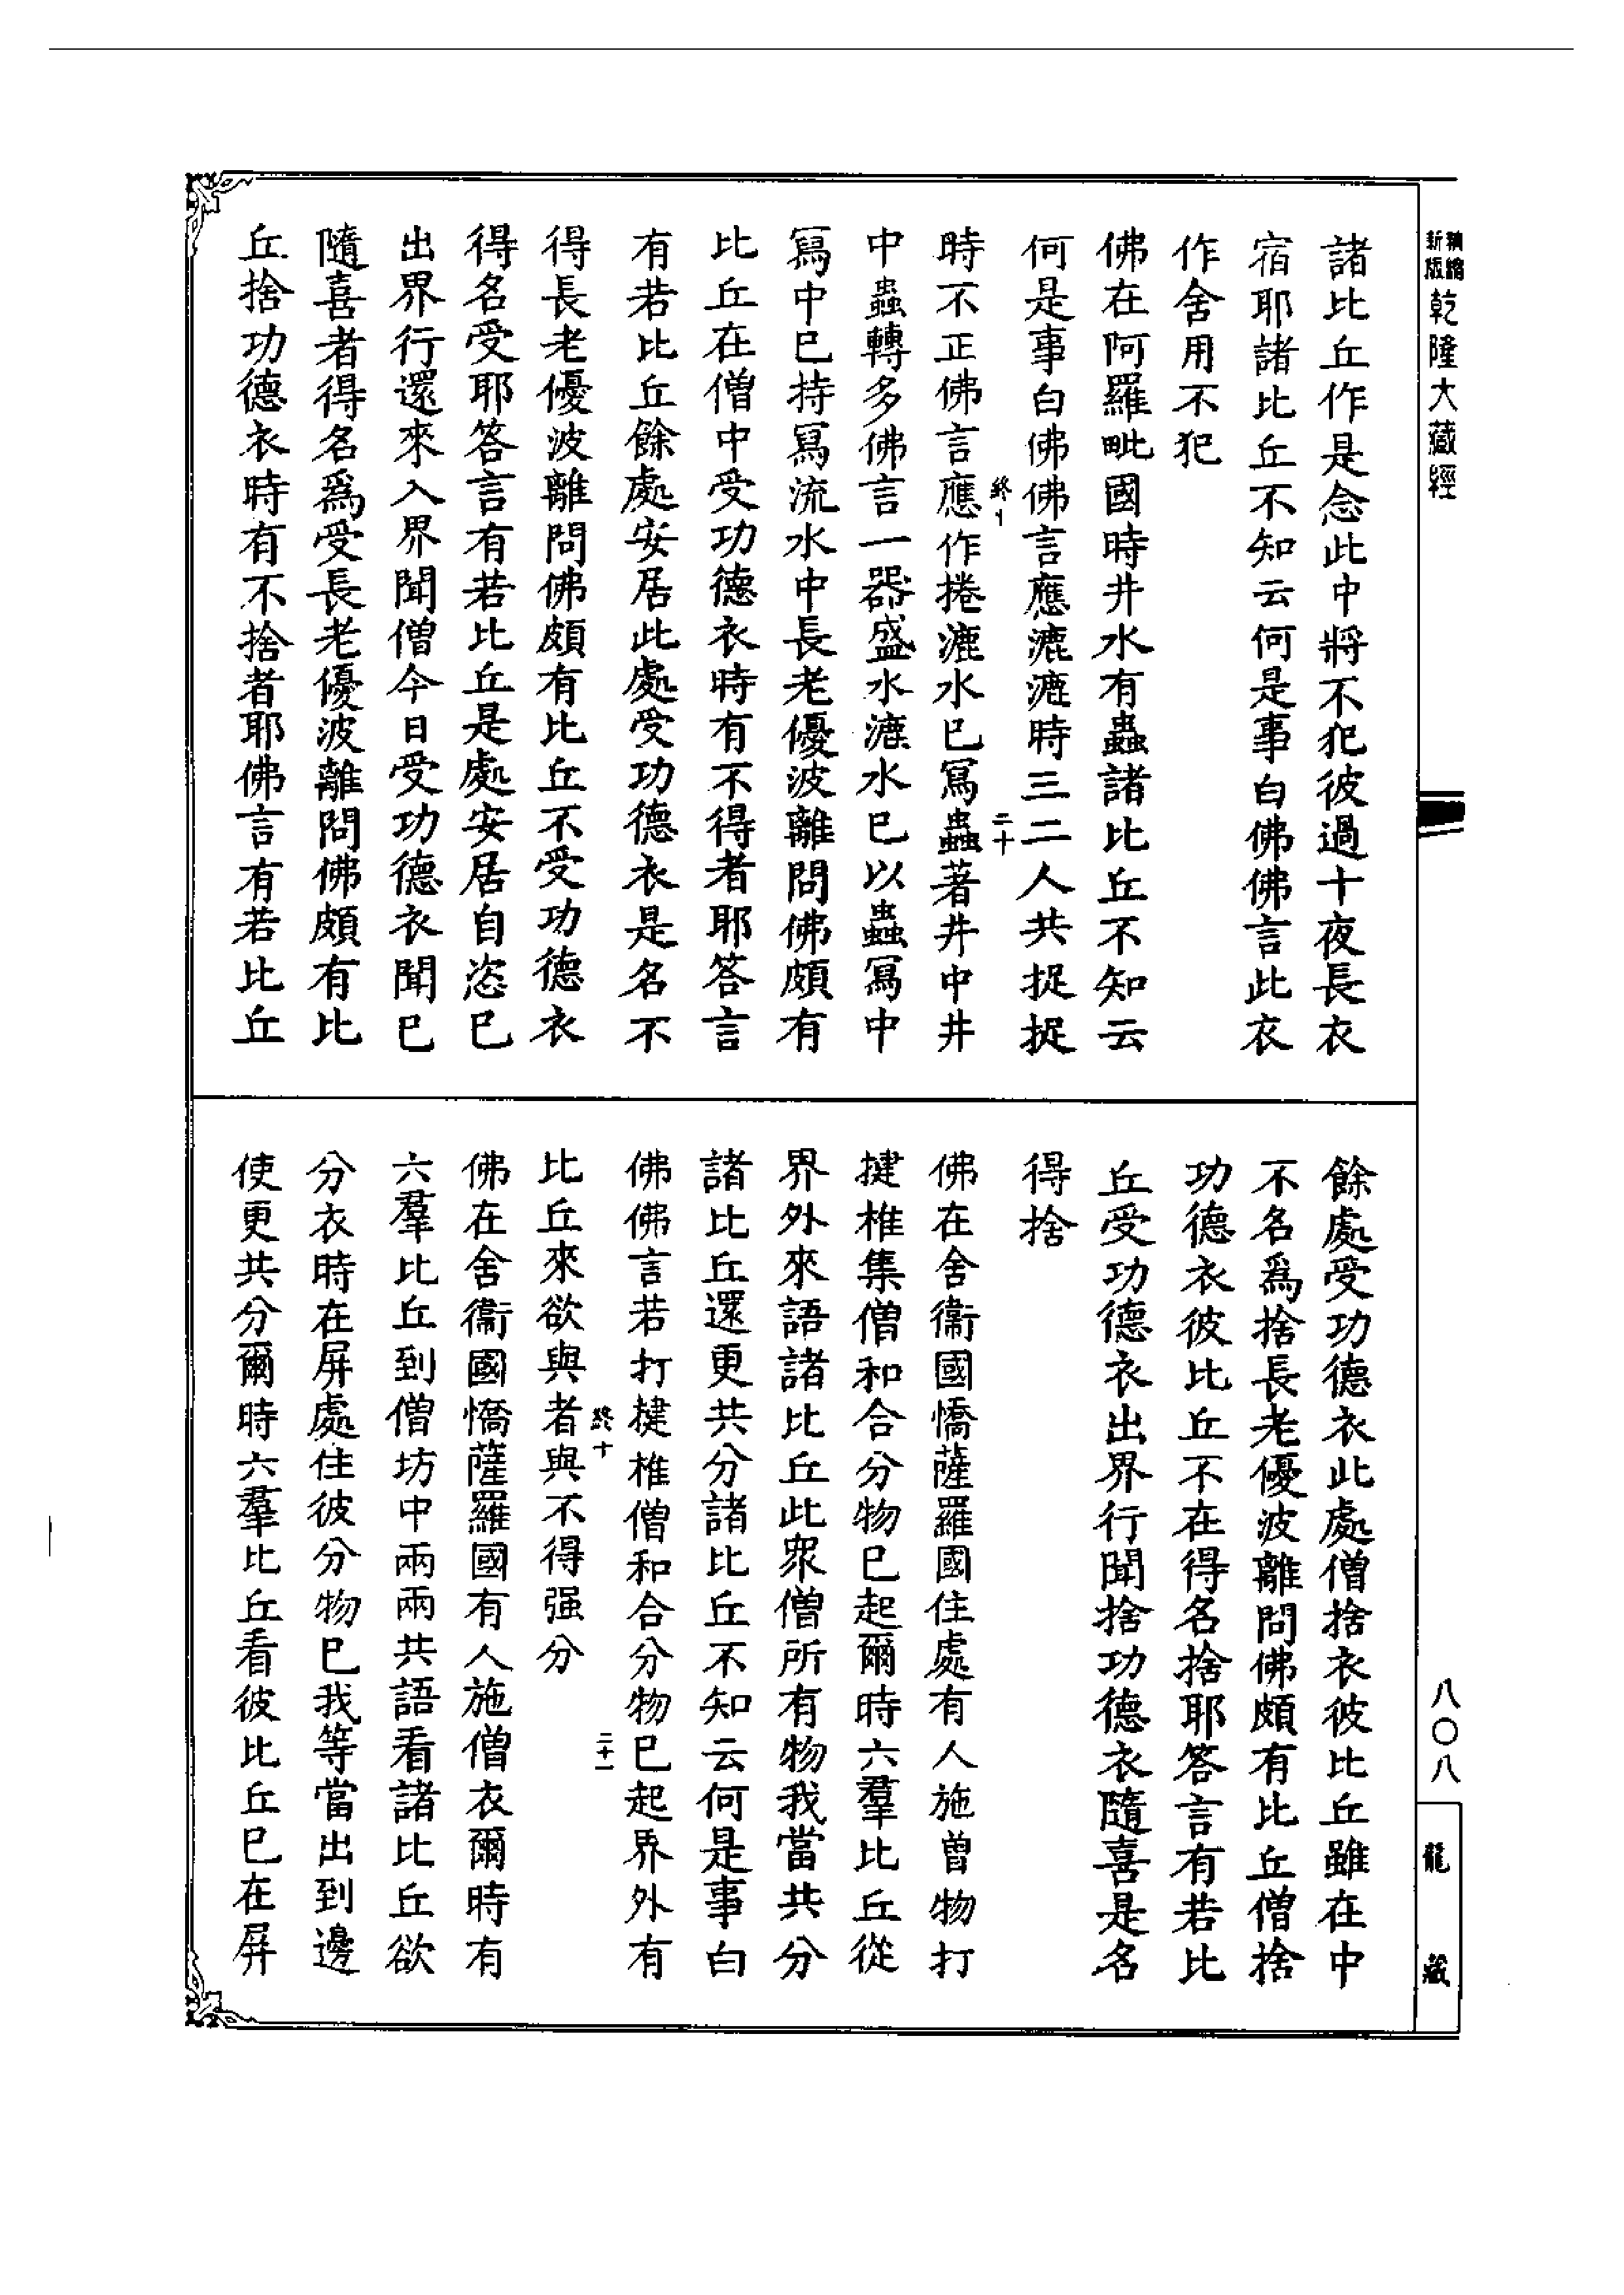 精縮
新版
乾隆大藏經
諸比丘作是念此中將不犯彼過十夜長衣
宿耶諸比丘不知云何是事白佛佛言此衣
作舍用不犯
佛在阿羅毗國時井水有蟲諸比丘不知云
何是事白佛佛言應漉漉時三二人共捉捉
終十
二十
時不正佛言應作捲漉水已寫蟲著井中井
中蟲轉多佛言一器盛水漉水已以蟲寫中
寫中已持寫流水中長老優波離問佛頗有
比丘在僧中受功德衣時有不得者耶答言
有若比丘餘處安居此處受功德衣是名不
得長老優波離問佛頗有比丘不受功德衣
得名受耶答言有若比丘是處安居自恣已
出界行還來入界聞僧今日受功德衣聞已
隨喜者得名為受長老優波離問佛頗有比
丘捨功德衣時有不捨者耶佛言有若比丘
餘處受功德衣此處僧捨衣彼比丘雖在中
不名為捨長老優波離問佛頗有比丘僧捨
功德衣彼比丘不在得名捨耶答言有若比
丘受功德衣出界行聞捨功德衣隨喜是名
得捨
佛在舍衞國憍薩羅國住處有人施曾物打
揵椎集僧和合分物已起爾時六羣比丘從
界外來語諸比丘此衆僧所有物我當共分
諸比丘還更共分諸比丘不知云何是事白
佛佛言若打揵椎僧和合分物已起界外有
終十
二十一
比丘來欲與者與不得强分
佛在舍衞國憍薩羅國有人施僧衣爾時有
六羣比丘到僧坊中兩兩共語看諸比丘欲
分衣時在屏處住彼分物已我等當出到邊
使更共分爾時六羣比丘看彼比丘已在屏
八〇八
龍藏